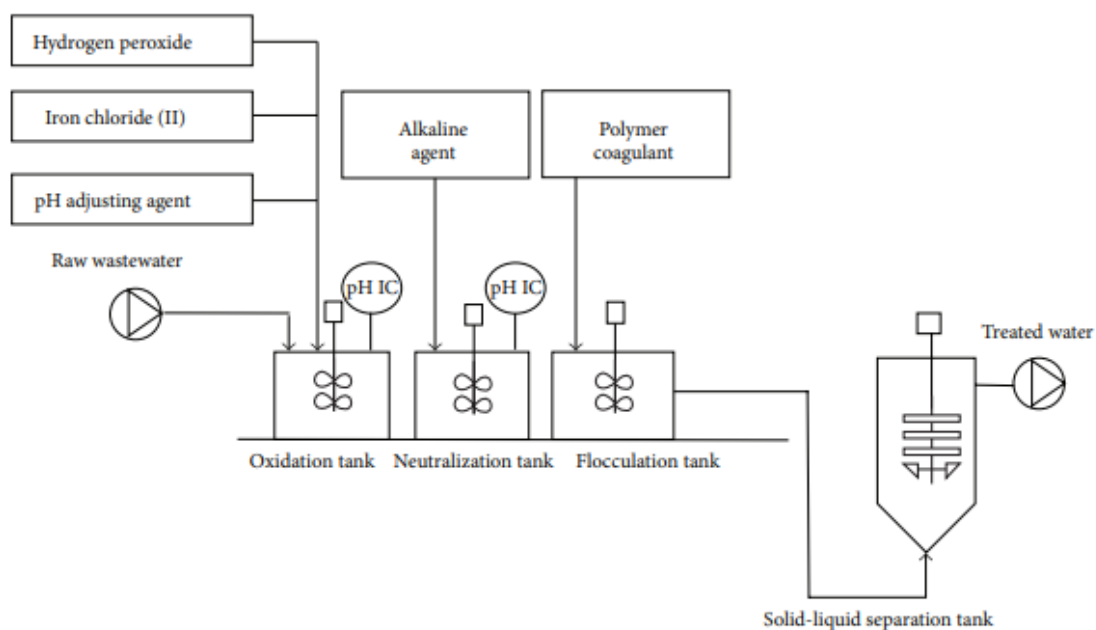 Hydrogen peroxide
Iron chloride (II)
pH adjusting agent
Alkaline
agent
Polymer
coagulant
Raw wastewater
pH IC
pH IC
Treated water
Oxidation tank
Neutralization tank
Flocculation tank
Solid-liquid separation tank